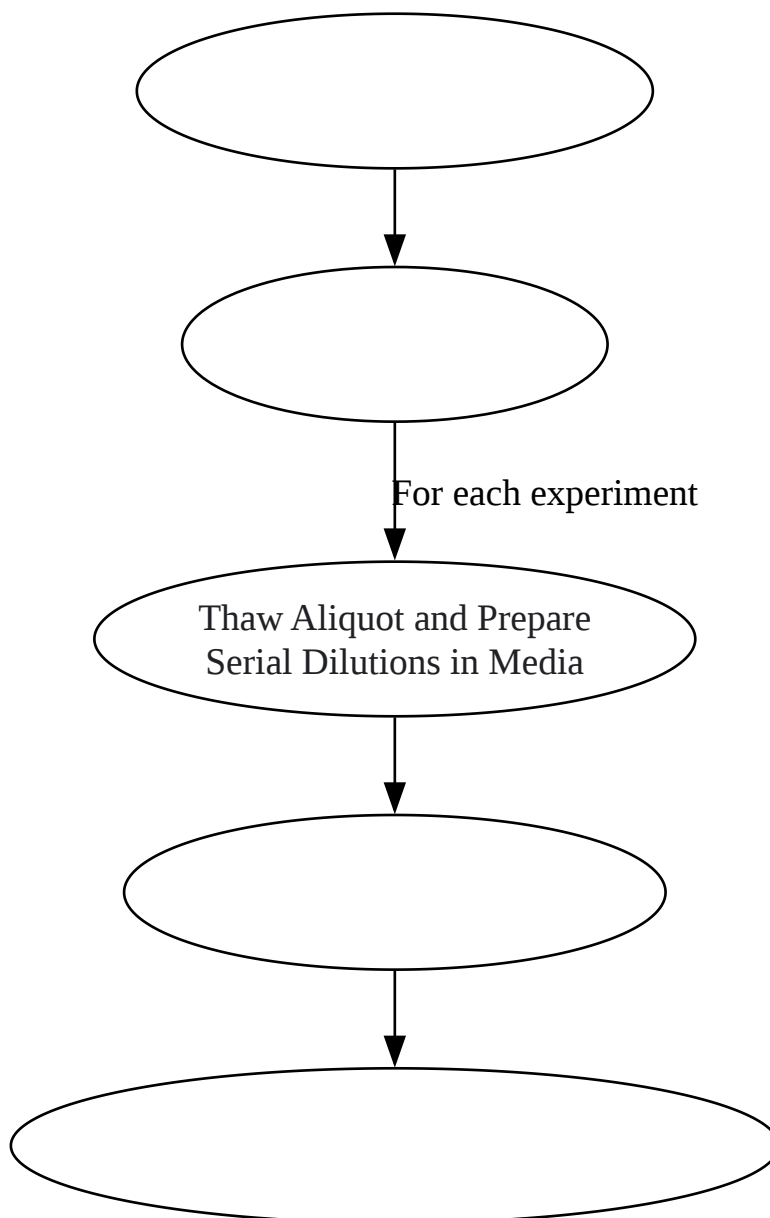 For each experiment
Thaw Aliquot and Prepare
Serial Dilutions in Media